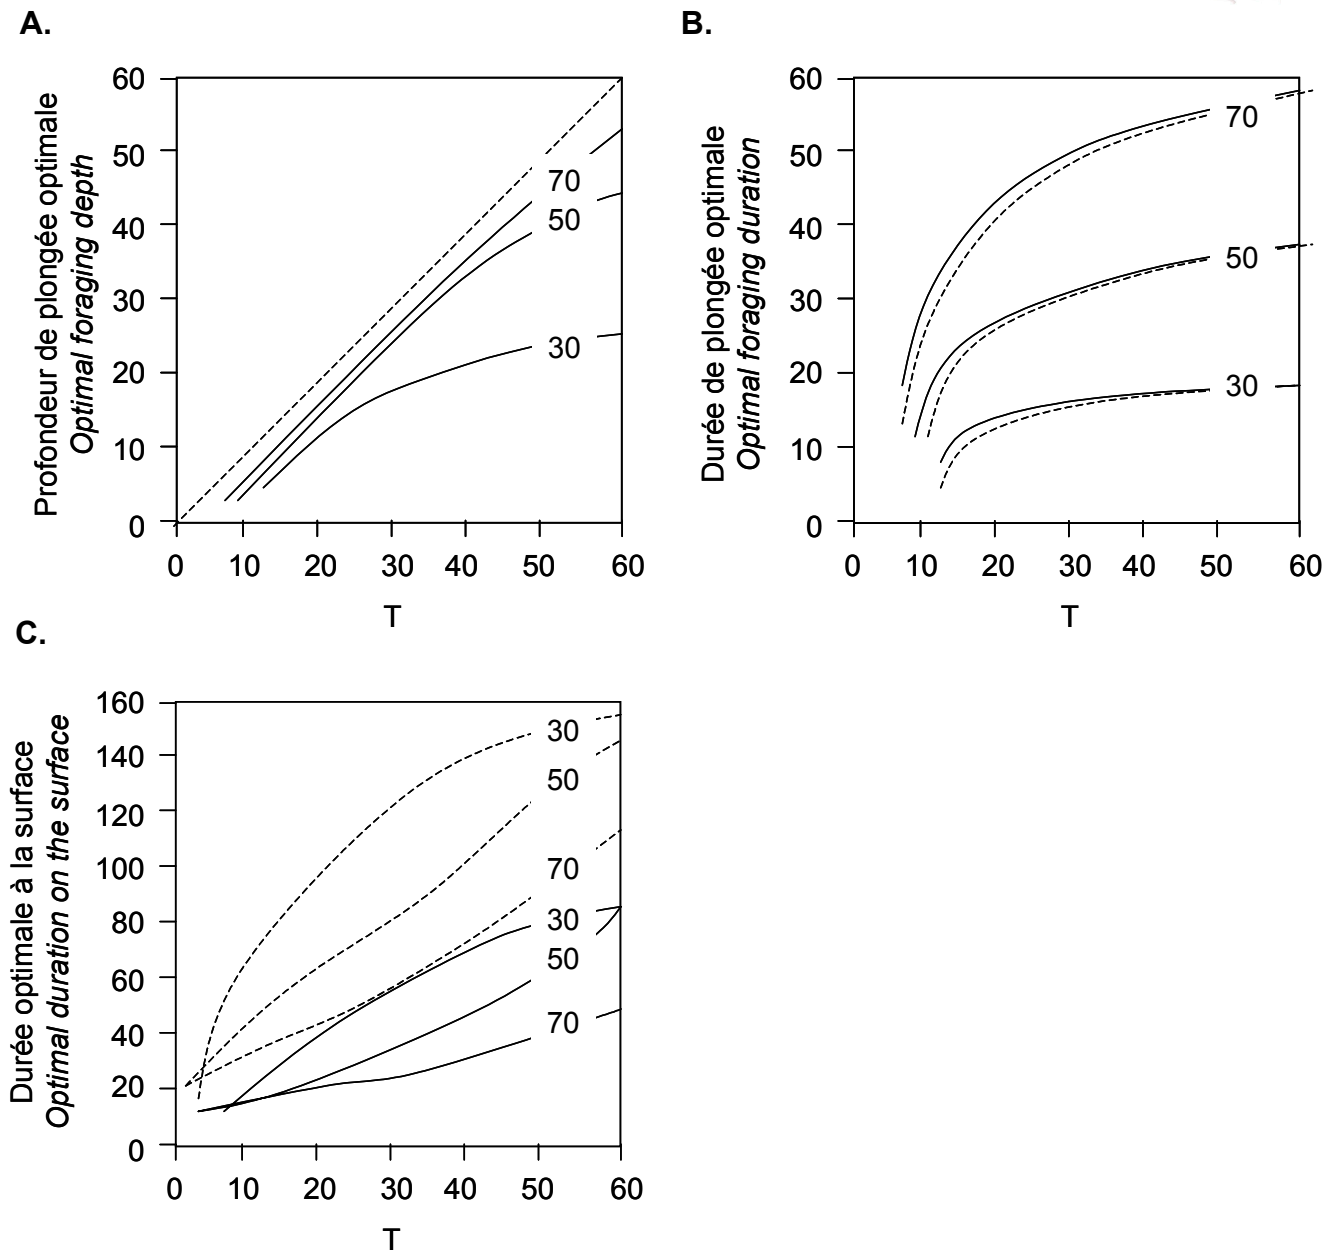 A.
Profondeur de plongée optimale
Optimal foraging depth
60
50
40
30
20
10
0
70
50
30
0 10 20 30 40 50 60
T
B.
Durée de plongée optimale
Optimal foraging duration
60
50
40
30
20
10
0
70
50
30
0 10 20 30 40 50 60
T
C.
Durée optimale à la surface
Optimal duration on the surface
160
140
120
100
80
60
40
20
0
30
50
70
30
50
70
0 10 20 30 40 50 60
T